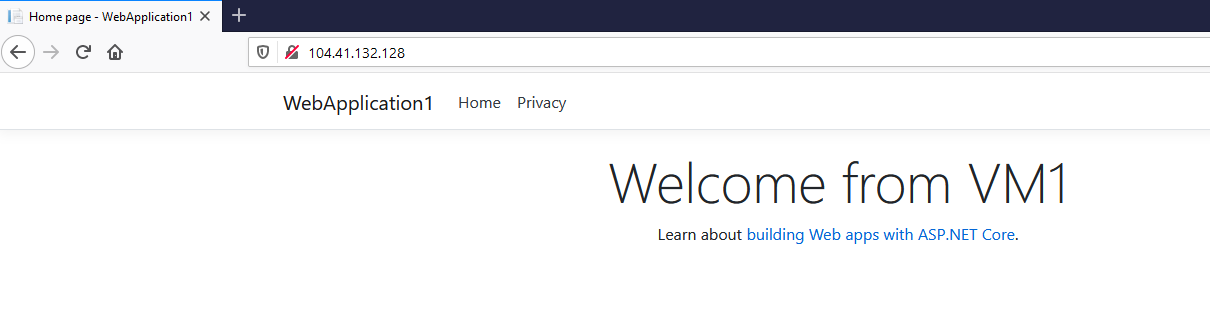 Home page - WebApplication1
104.41.132.128
WebApplication1 Home Privacy
Welcome from VM1
Learn about building Web apps with ASP.NET Core.